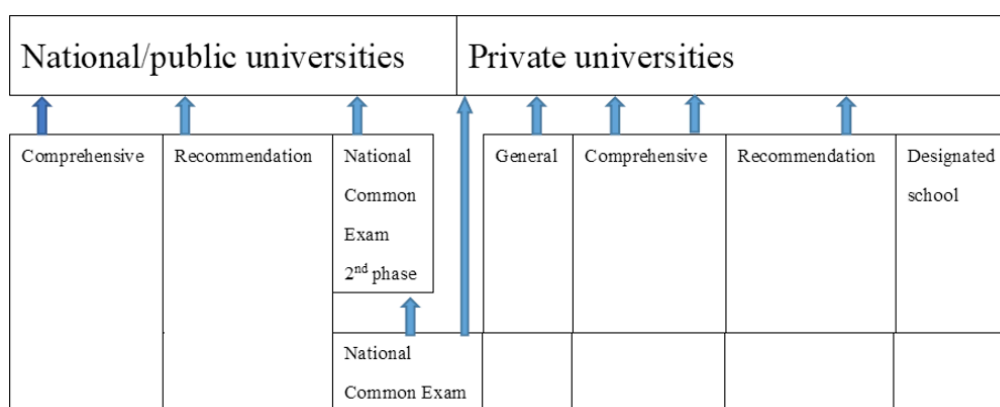 National/public universities
Private universities
Comprehensive
Recommendation
National
Common
Exam
2nd phase
National
Common Exam
General
Comprehensive
Recommendation
Designated
school